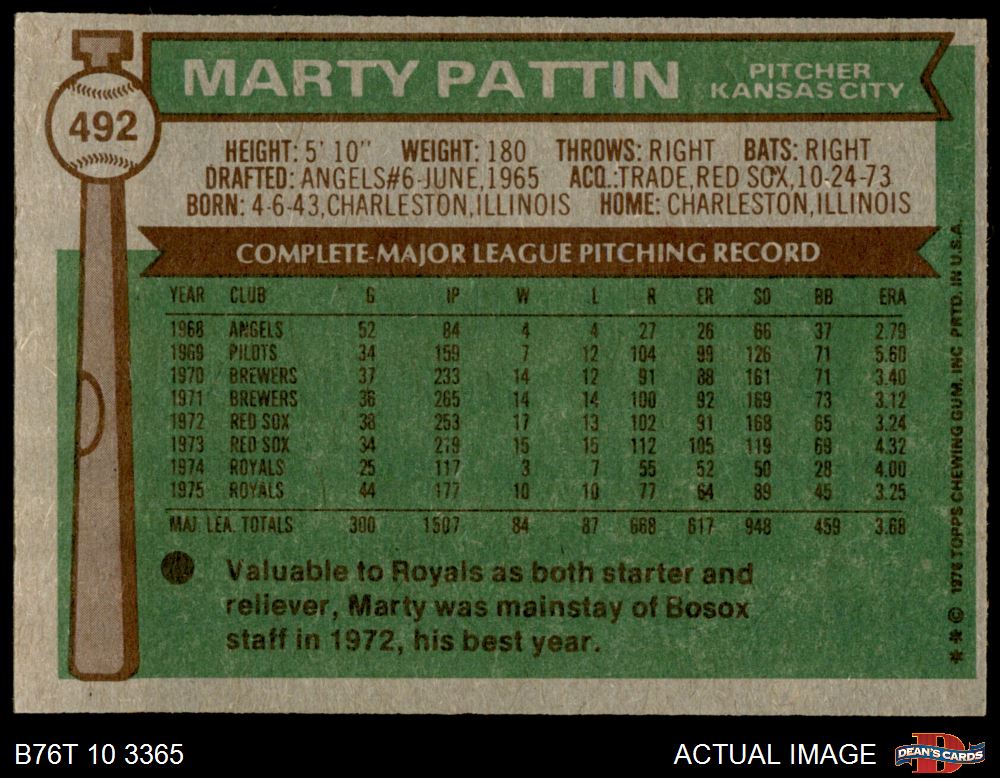 MARTY PATTIN
PITCHER
KANSAS CITY
492
HEIGHT: 5' 10" WEIGHT: 180 THROWS: RIGHT BATS: RIGHT
DRAFTED: ANGELS#6-JUNE,1965 ACQ.:TRADE,RED SOX,10-24-73
BORN: 4-6-43,CHARLESTON,ILLINOIS HOME: CHARLESTON,ILLINOIS
COMPLETE-MAJOR LEAGUE PITCHING RECORD
YEAR CLUB G IP W L R ER SO BB ERA
1968 ANGELS 52 84 4 4 27 26 66 37 2.79
1969 PILOTS 34 159 7 12 104 99 126 71 5.60
1970 BREWERS 37 233 14 12 91 88 161 71 3.40
1971 BREWERS 36 265 14 14 100 92 169 73 3.12
1972 RED SOX 38 253 17 13 102 91 168 65 3.24
1973 RED SOX 34 219 15 15 112 105 119 69 4.32
1974 ROYALS 25 117 3 7 55 52 50 28 4.00
1975 ROYALS 44 177 10 10 77 64 89 45 3.25
MAJ. LEA. TOTALS 300 1507 84 87 668 617 948 459 3.68
Valuable to Royals as both starter and
reliever, Marty was mainstay of Bosox
staff in 1972, his best year.
* * © 1976 TOPPS CHEWING GUM, INC. PRTD. IN U.S.A.
B76T 10 3365
ACTUAL IMAGE
D
DEAN'S CARDS